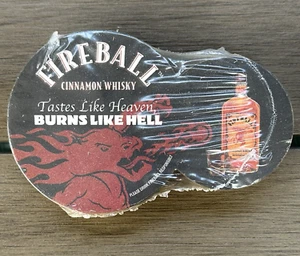 FIREBALL
CINNAMON WHISKY
Tastes Like Heaven,
BURNS LIKE HELL